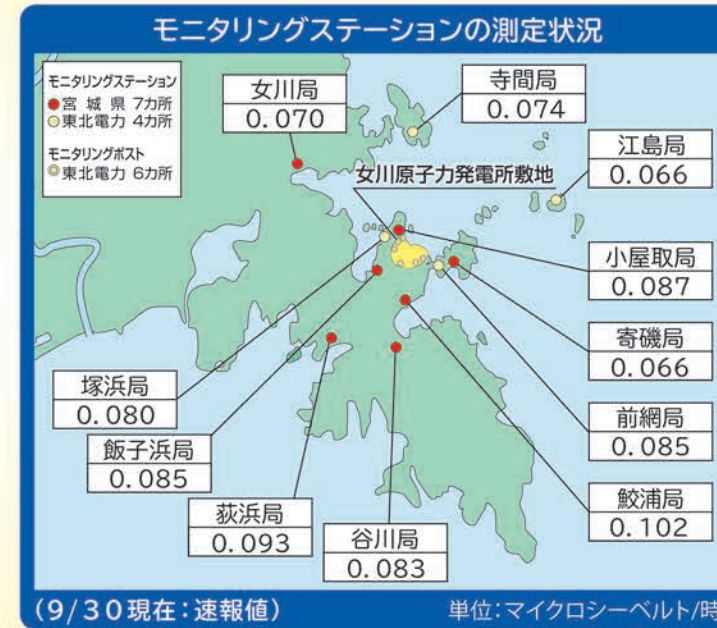 モニタリングステーションの測定状況
モニタリングステーション
宮城県 7カ所
東北電力 4カ所
モニタリングポスト
東北電力 6カ所
女川局
0.070
寺間局
0.074
江島局
0.066
女川原子力発電所敷地
小屋取局
0.087
寄磯局
0.066
前網局
0.085
鮫浦局
0.102
塚浜局
0.080
飯子浜局
0.085
荻浜局
0.093
谷川局
0.083
(9/30現在:速報値)
単位:マイクロシーベルト/時